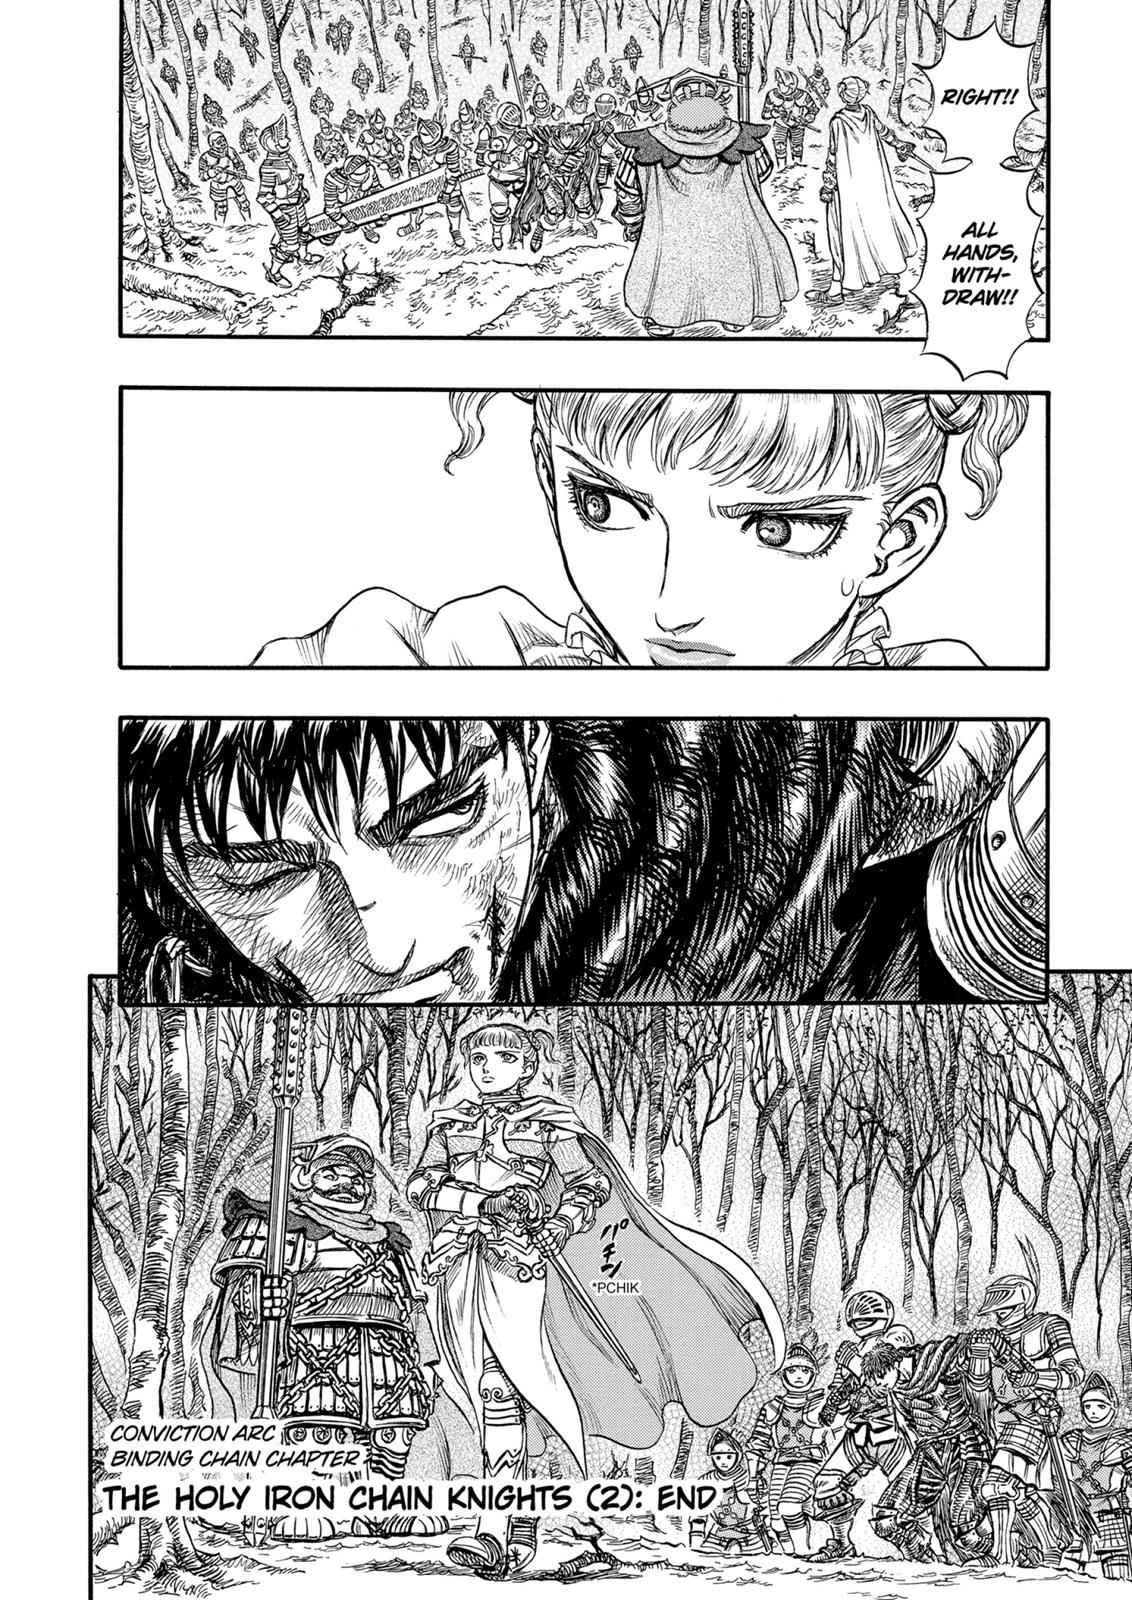 RIGHT!!
ALL
HANDS,
WITH-
DRAW!!
パチン
*PCHIK
CONVICTION ARC
BINDING CHAIN CHAPTER
THE HOLY IRON CHAIN KNIGHTS (2): END